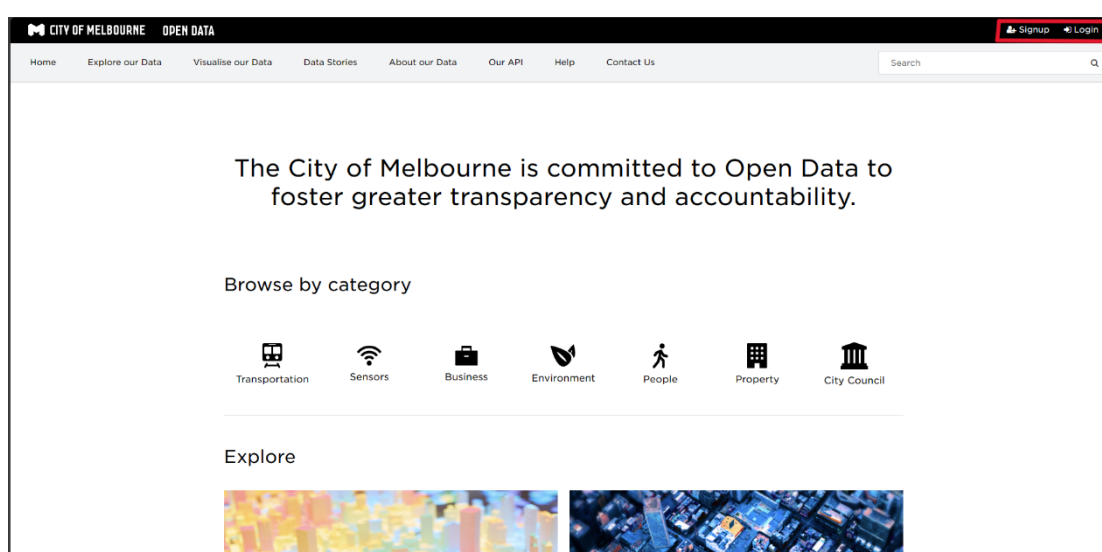 CITY OF MELBOURNE OPEN DATA
Signup Login
Home Explore our Data Visualise our Data Data Stories About our Data Our API Help Contact Us
Search
The City of Melbourne is committed to Open Data to
foster greater transparency and accountability.
Browse by category
Transportation Sensors Business Environment People Property City Council
Explore